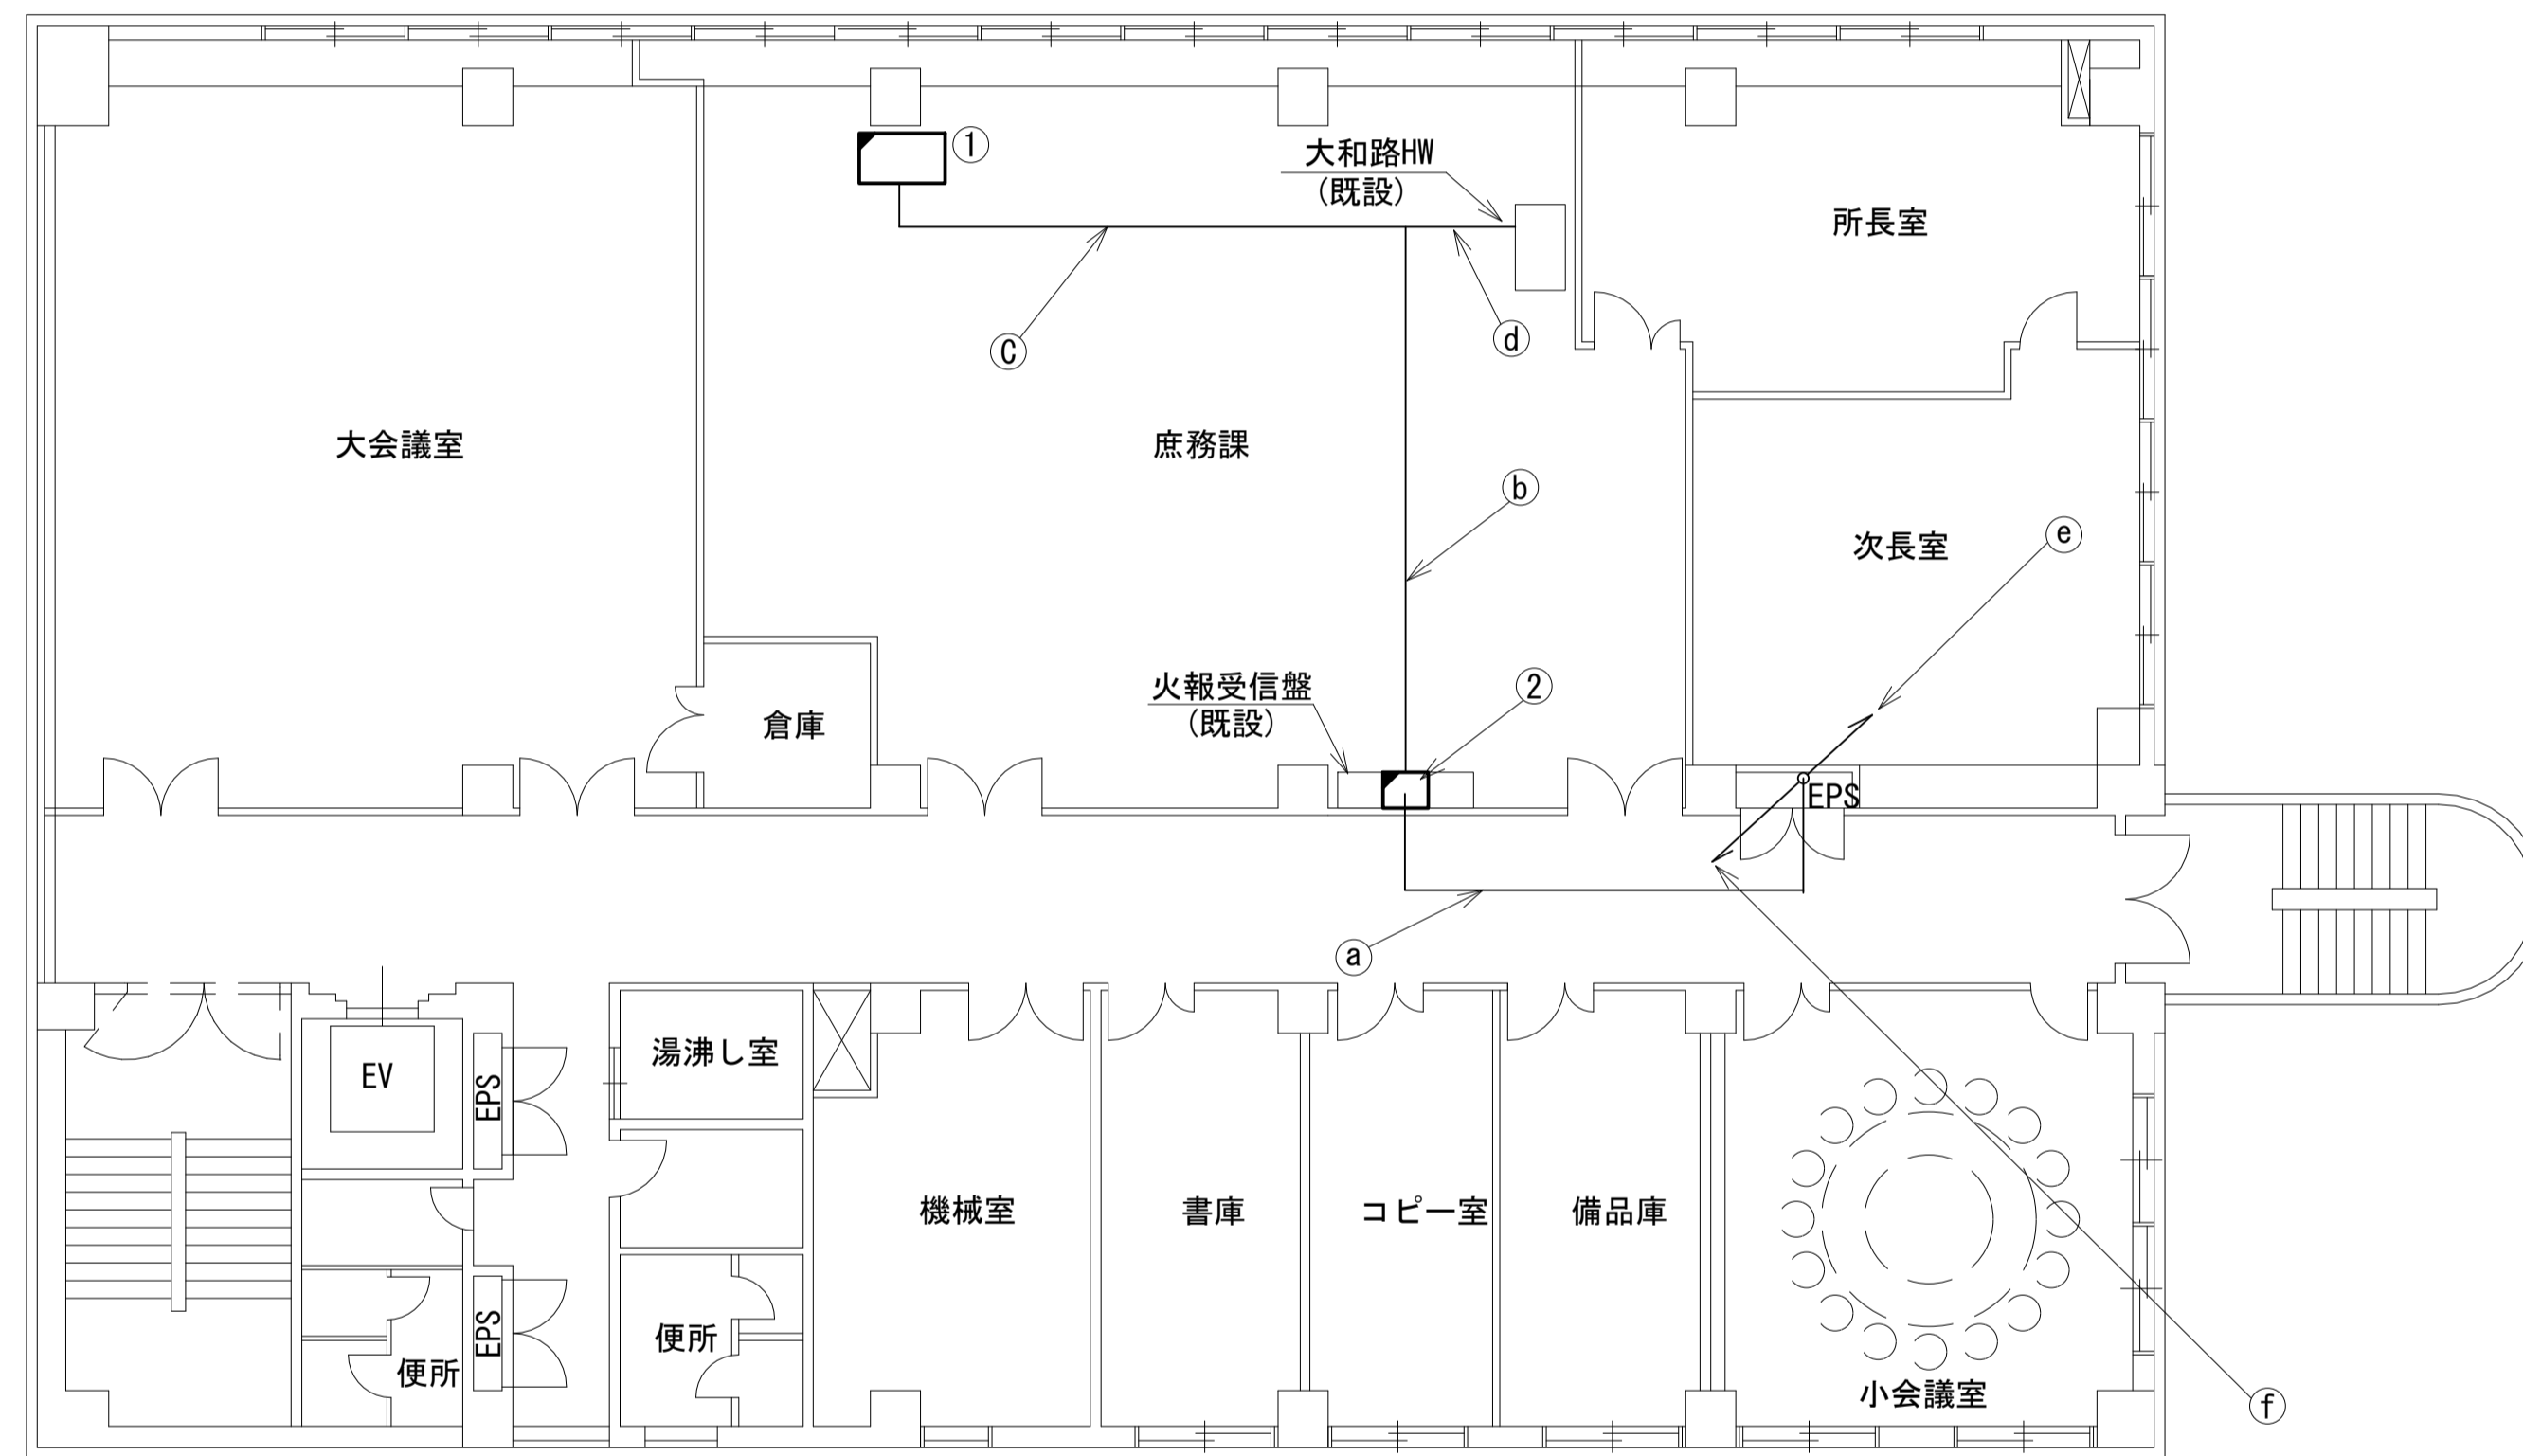 ①
大和路HW
(既設)
所長室
Ⓒ
ⓓ
大会議室
庶務課
ⓑ
ⓔ
次長室
火報受信盤
(既設)
②
倉庫
EPS
ⓐ
湯沸し室
EV
EPS
機械室
書庫
コピー室
備品庫
EPS
便所
便所
小会議室
ⓕ